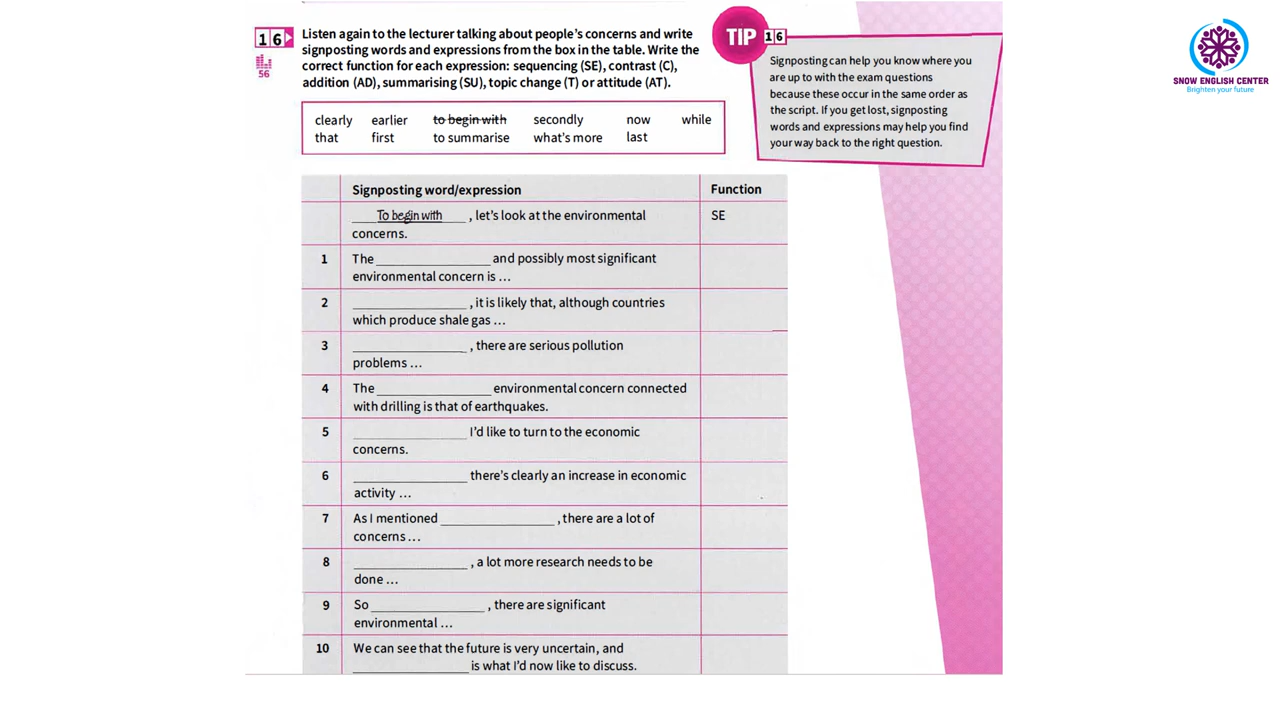 16
56
Listen again to the lecturer talking about people's concerns and write
signposting words and expressions from the box in the table. Write the
correct function for each expression: sequencing (SE), contrast (C),
addition (AD), summarising (SU), topic change (T) or attitude (AT).
clearly earlier to begin with secondly now while
that first to summarise what's more last
TIP 16
Signposting can help you know where you
are up to with the exam questions
because these occur in the same order as
the script. If you get lost, signposting
words and expressions may help you find
your way back to the right question.
SNOW ENGLISH CENTER
Brighten your future
Signposting word/expression Function
To begin with, let's look at the environmental SE
concerns.
1 The ______________ and possibly most significant
environmental concern is …
2 ______________, it is likely that, although countries
which produce shale gas …
3 ______________, there are serious pollution
problems …
4 The ______________ environmental concern connected
with drilling is that of earthquakes.
5 ______________ I'd like to turn to the economic
concerns.
6 ______________ there's clearly an increase in economic
activity …
7 As I mentioned ______________, there are a lot of
concerns …
8 ______________, a lot more research needs to be
done …
9 So ______________, there are significant
environmental …
10 We can see that the future is very uncertain, and
______________ is what I'd now like to discuss.